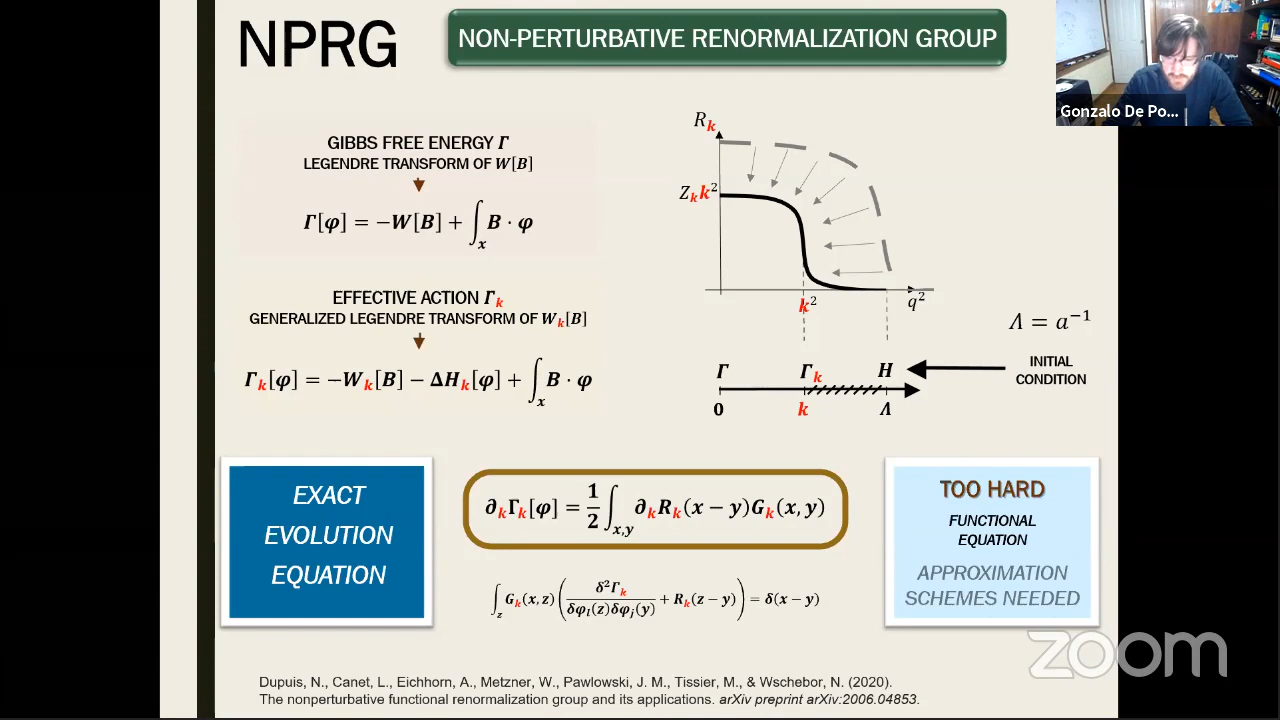 NPRG
NON-PERTURBATIVE RENORMALIZATION GROUP
Gonzalo De Po...
GIBBS FREE ENERGY Γ
LEGENDRE TRANSFORM OF W[B]
Γ[φ] = −W[B] + ∫ₓ B · φ
EFFECTIVE ACTION Γₖ
GENERALIZED LEGENDRE TRANSFORM OF Wₖ[B]
Γₖ[φ] = −Wₖ[B] − ΔHₖ[φ] + ∫ₓ B · φ
Rₖ
Zₖk²
k²
q²
Λ = a⁻¹
Γ Γₖ H
INITIAL
CONDITION
0 k Λ
EXACT
EVOLUTION
EQUATION
∂ₖΓₖ[φ] = 1/2 ∫x,y ∂ₖRₖ(x − y)Gₖ(x, y)
∫z Gₖ(x, z) (δ²Γₖ / δφᵢ(z)δφⱼ(y) + Rₖ(z − y)) = δ(x − y)
TOO HARD
FUNCTIONAL
EQUATION
APPROXIMATION
SCHEMES NEEDED
zoom
Dupuis, N., Canet, L., Eichhorn, A., Metzner, W., Pawlowski, J. M., Tissier, M., & Wschebor, N. (2020).
The nonperturbative functional renormalization group and its applications. arXiv preprint arXiv:2006.04853.